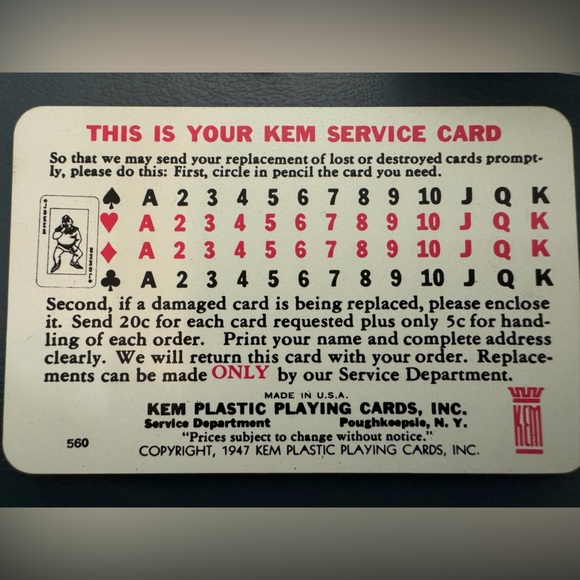 THIS IS YOUR KEM SERVICE CARD
So that we may send your replacement of lost or destroyed cards prompt-
ly, please do this: First, circle in pencil the card you need.
JOKER
♠ A 2 3 4 5 6 7 8 9 10 J Q K
♥ A 2 3 4 5 6 7 8 9 10 J Q K
♦ A 2 3 4 5 6 7 8 9 10 J Q K
♣ A 2 3 4 5 6 7 8 9 10 J Q K
JOKER
Second, if a damaged card is being replaced, please enclose
it. Send 20c for each card requested plus only 5c for hand-
ling of each order. Print your name and complete address
clearly. We will return this card with your order. Replace-
ments can be made ONLY by our Service Department.
MADE IN U.S.A.
KEM PLASTIC PLAYING CARDS, INC.
Service Department Poughkeepsie, N. Y.
"Prices subject to change without notice."
560 COPYRIGHT, 1947 KEM PLASTIC PLAYING CARDS, INC.
KEM